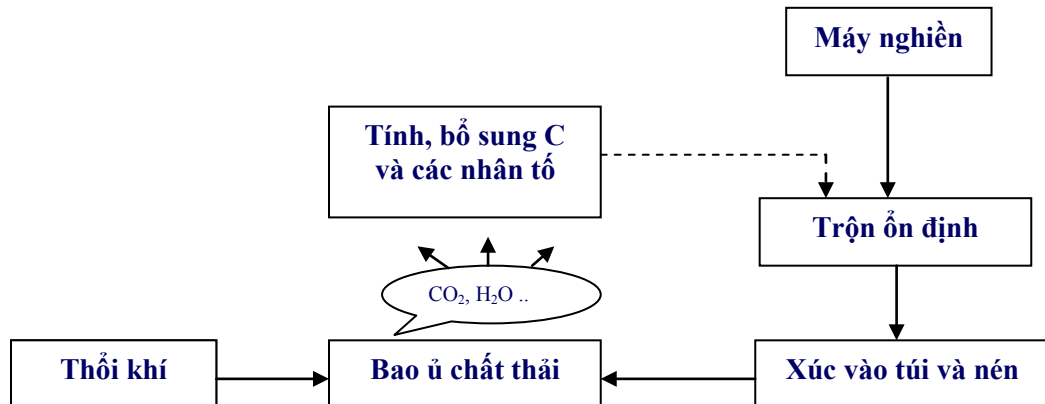 Máy nghiền
Tính, bổ sung C
và các nhân tố
Trộn ổn định
CO₂, H₂O ..
Thổi khí
Bao ủ chất thải
Xúc vào túi và nén